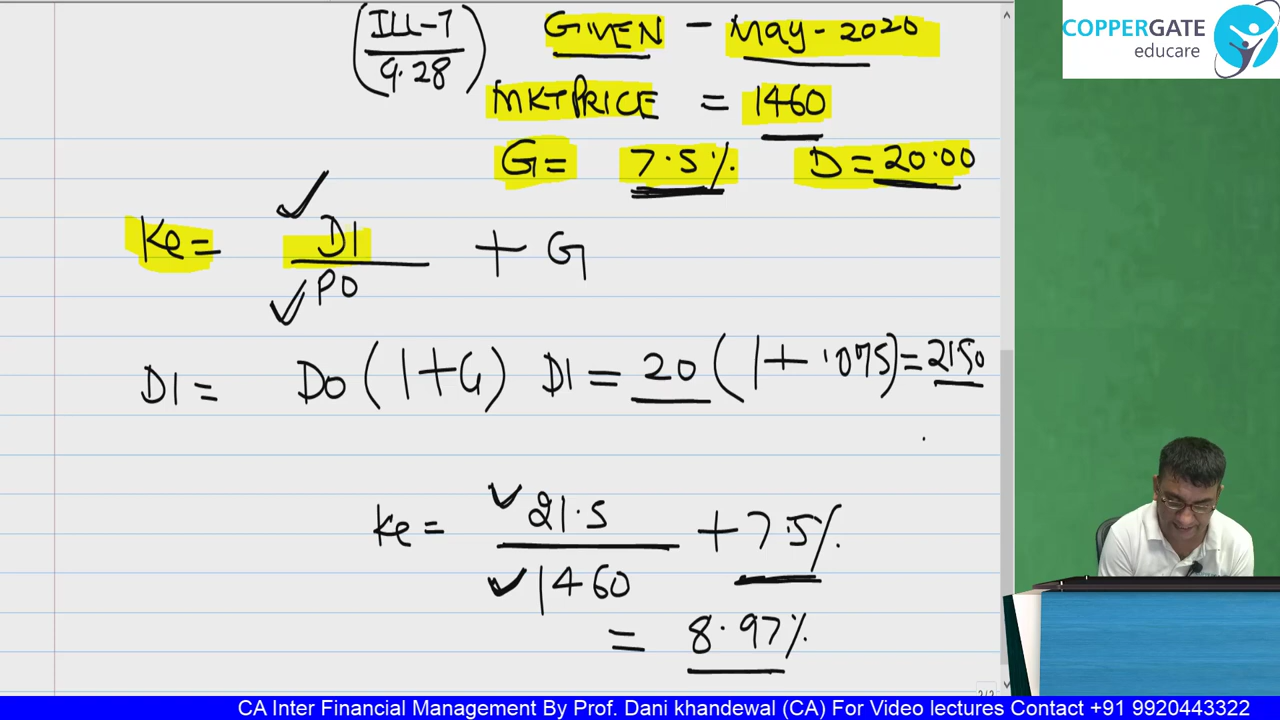 COPPERGATE
educare
(ILL-7 / 9.28) GIVEN - May-2020
MKT PRICE = 1460
G = 7.5% D = 20.00
Ke = D1 / P0 + G
D1 = D0 (1+G) D1 = 20 (1+.075) = 21.50
Ke = 21.5 / 1460 + 7.5%
= 8.97%
2/2
CA Inter Financial Management By Prof. Dani khandewal (CA) For Video lectures Contact +91 9920443322